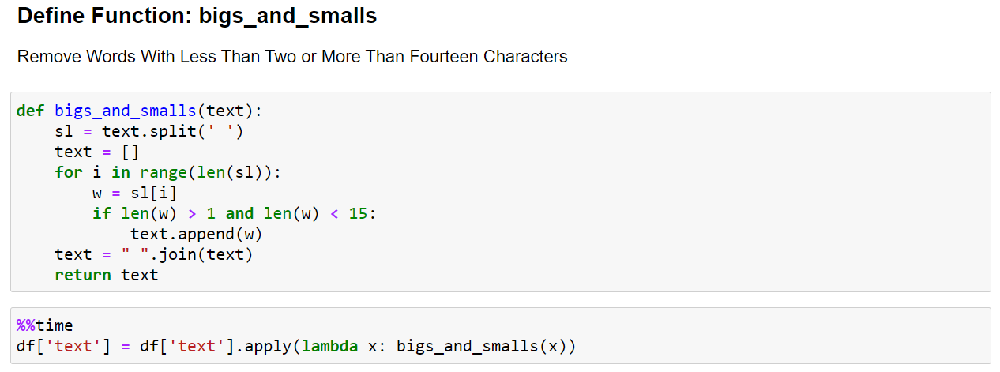 Define Function: bigs_and_smalls
Remove Words With Less Than Two or More Than Fourteen Characters
def bigs_and_smalls(text):
    sl = text.split(' ')
    text = []
    for i in range(len(sl)):
        w = sl[i]
        if len(w) > 1 and len(w) < 15:
            text.append(w)
    text = " ".join(text)
    return text
%%time
df['text'] = df['text'].apply(lambda x: bigs_and_smalls(x))